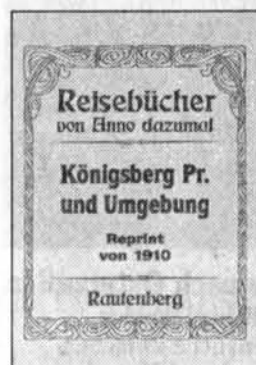 Reisebücher
von Anno dazumal
Königsberg Pr.
und Umgebung
Reprint
von 1910
Rautenberg